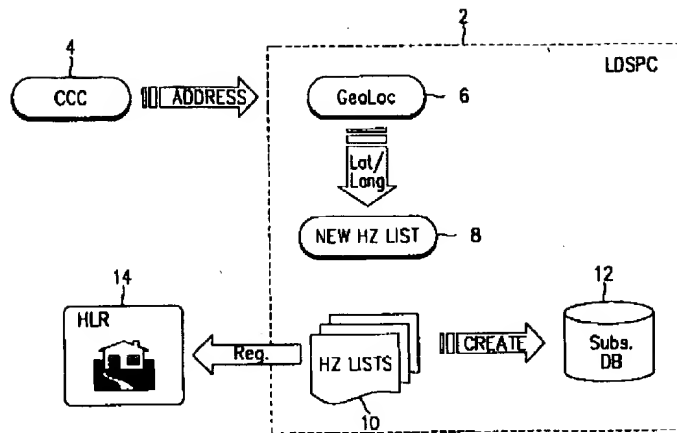 2
4
LDSPC
CCC
ADDRESS
GeoLoc
6
Lat/
Long
NEW HZ LIST
8
14
12
HLR
Reg.
HZ LISTS
CREATE
Subs.
DB
10